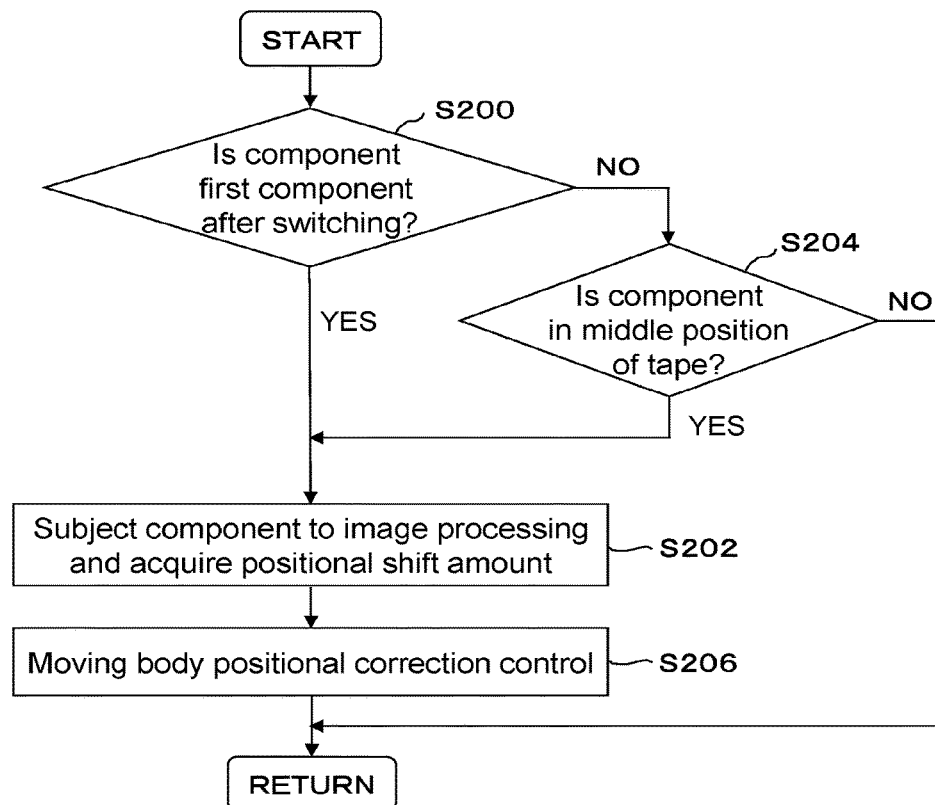 START
S200
Is component
first component
after switching?
NO
S204
Is component
in middle position
of tape?
NO
YES
YES
Subject component to image processing
and acquire positional shift amount
S202
Moving body positional correction control
S206
RETURN